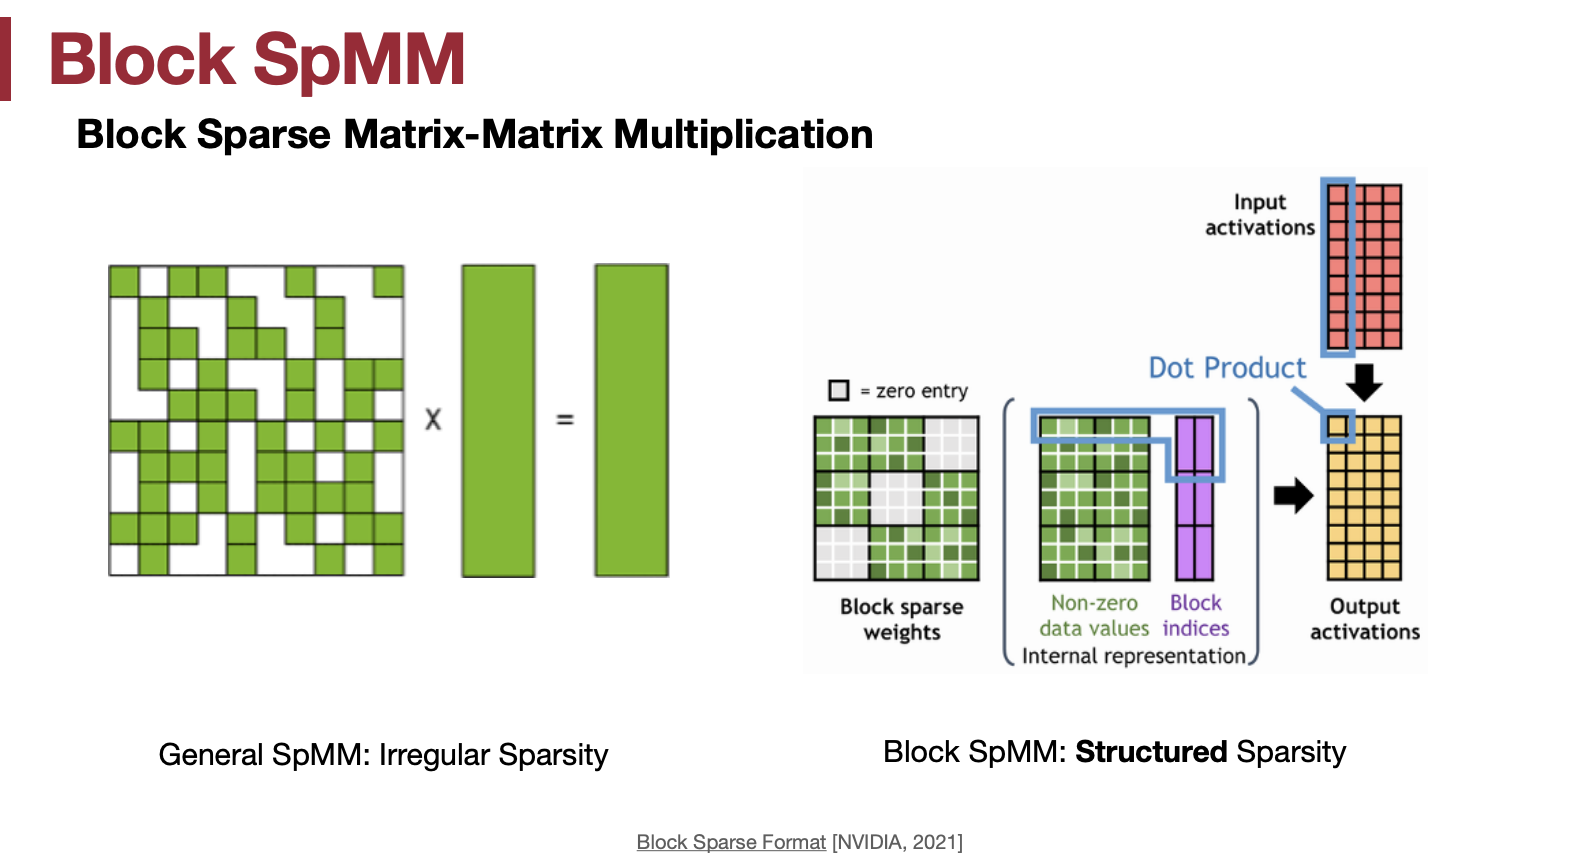 Block SpMM
Block Sparse Matrix-Matrix Multiplication
X
=
General SpMM: Irregular Sparsity
Input
activations
Dot Product
= zero entry
Block sparse
weights
Non-zero
data values
Block
indices
Internal representation
Output
activations
Block SpMM: Structured Sparsity
Block Sparse Format [NVIDIA, 2021]